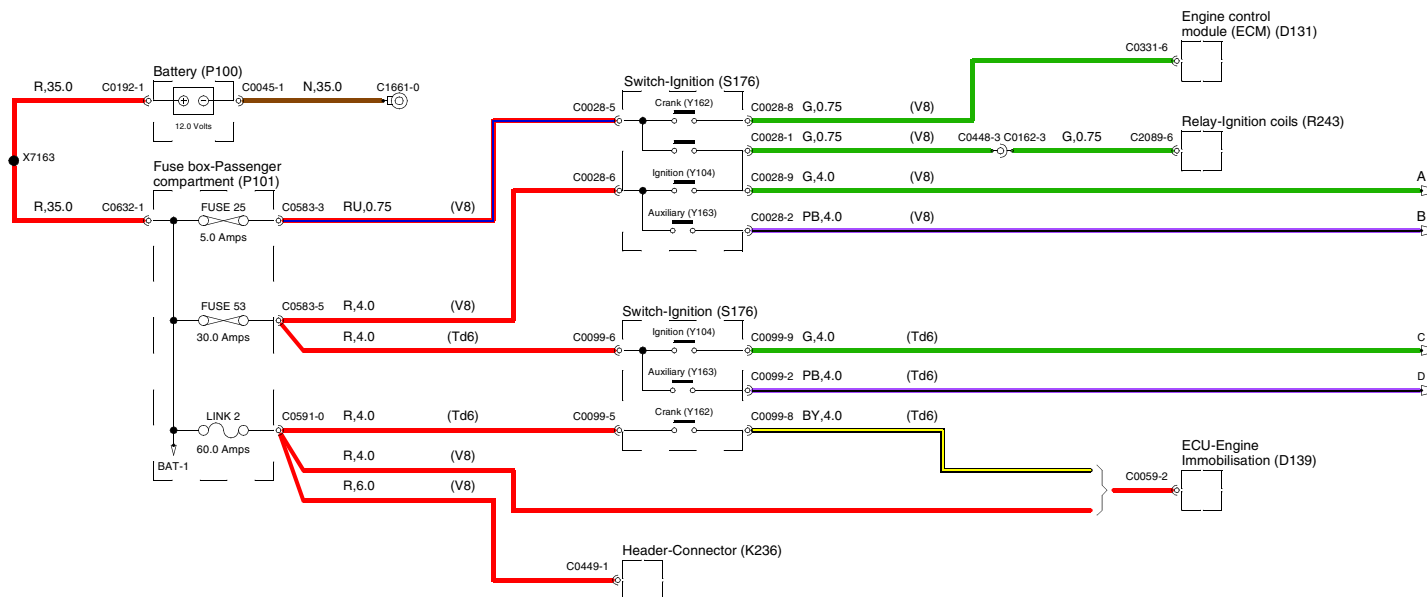 Engine control
module (ECM) (D131)
C0331-6
Battery (P100)
Switch-Ignition (S176)
R,35.0 C0192-1 C0045-1 N,35.0 C1661-0
12.0 Volts
Crank (Y162)
C0028-5 C0028-8 G,0.75 (V8)
Relay-Ignition coils (R243)
C0028-1 G,0.75 (V8) C0448-3 C0162-3 G,0.75 C2089-6
X7163
Fuse box-Passenger
compartment (P101)
Ignition (Y104)
C0028-6 C0028-9 G,4.0 (V8) A
R,35.0 C0632-1 FUSE 25 C0583-3 RU,0.75 (V8)
5.0 Amps
Auxiliary (Y163)
C0028-2 PB,4.0 (V8) B
FUSE 53 C0583-5 R,4.0 (V8)
30.0 Amps
Switch-Ignition (S176)
R,4.0 (Td6) C0099-6 Ignition (Y104) C0099-9 G,4.0 (Td6) C
Auxiliary (Y163) C0099-2 PB,4.0 (Td6) D
LINK 2 C0591-0 R,4.0 (Td6) C0099-5 Crank (Y162) C0099-8 BY,4.0 (Td6)
60.0 Amps
BAT-1
R,4.0 (V8)
R,6.0 (V8)
ECU-Engine
Immobilisation (D139)
C0059-2
Header-Connector (K236)
C0449-1